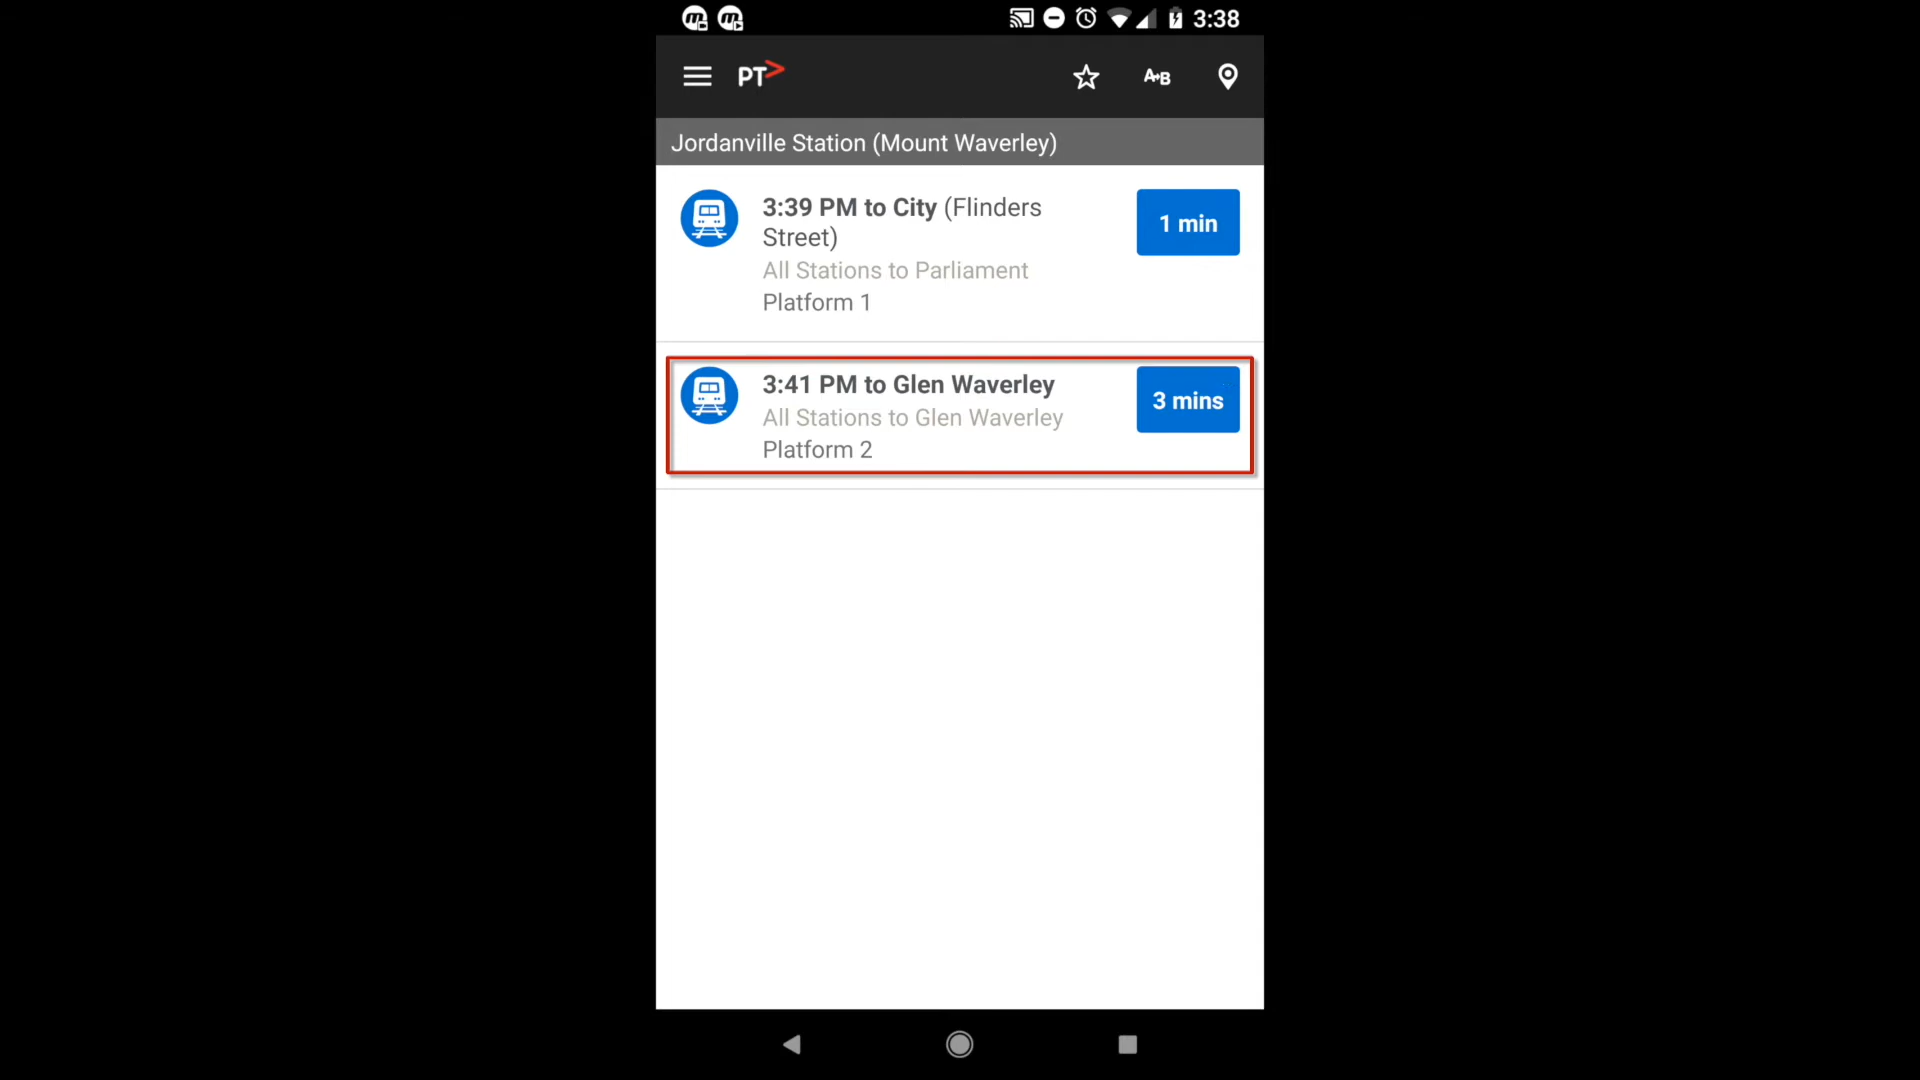 3:38
PT>
A→B
Jordanville Station (Mount Waverley)
3:39 PM to City (Flinders
Street)
1 min
All Stations to Parliament
Platform 1
3:41 PM to Glen Waverley
3 mins
All Stations to Glen Waverley
Platform 2